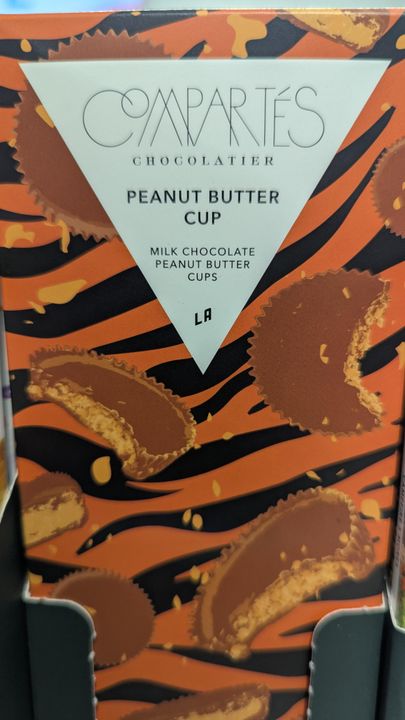 COMPARTÉS
CHOCOLATIER
PEANUT BUTTER
CUP
MILK CHOCOLATE
PEANUT BUTTER
CUPS
LA